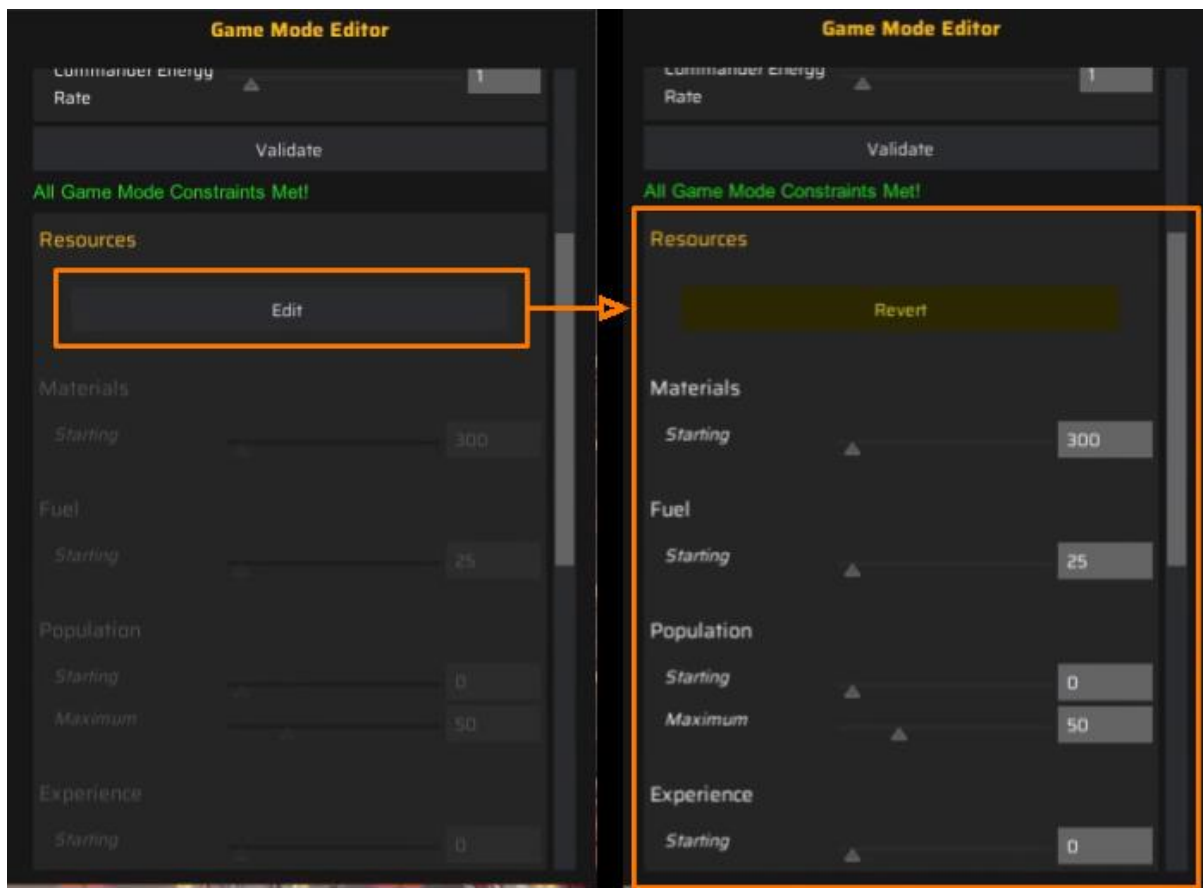 Game Mode Editor
Commander Energy
Rate
1
Validate
All Game Mode Constraints Met!
Resources
Edit
Materials
Starting
300
Fuel
Starting
25
Population
Starting
0
Maximum
50
Experience
Starting
0
Game Mode Editor
Commander Energy
Rate
1
Validate
All Game Mode Constraints Met!
Resources
Revert
Materials
Starting
300
Fuel
Starting
25
Population
Starting
0
Maximum
50
Experience
Starting
0